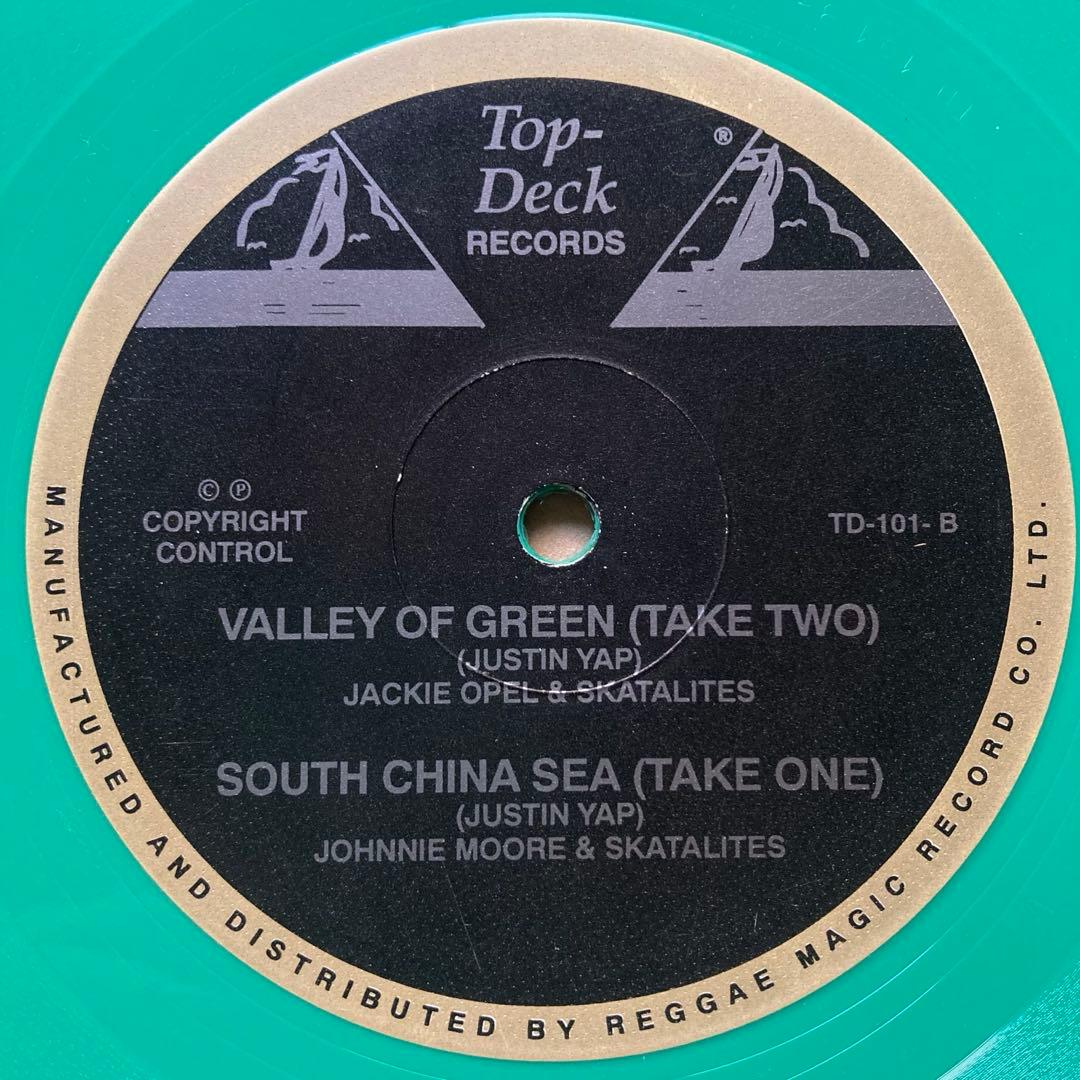 Top-
Deck
RECORDS
®
© ℗
COPYRIGHT
CONTROL
TD-101- B
VALLEY OF GREEN (TAKE TWO)
(JUSTIN YAP)
JACKIE OPEL & SKATALITES
SOUTH CHINA SEA (TAKE ONE)
(JUSTIN YAP)
JOHNNIE MOORE & SKATALITES
MANUFACTURED AND DISTRIBUTED BY REGGAE MAGIC RECORD CO. LTD.